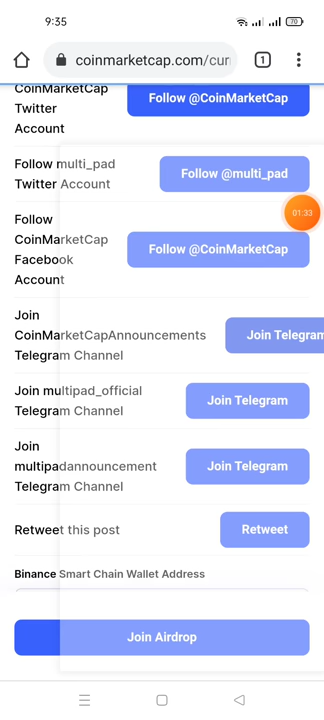 9:35
70
coinmarketcap.com/curr
1
CoinMarketCap
Twitter
Account
Follow @CoinMarketCap
Follow multi_pad
Twitter Account
Follow @multi_pad
01:33
Follow
CoinMarketCap
Facebook
Account
Follow @CoinMarketCap
Join
CoinMarketCapAnnouncements
Telegram Channel
Join Telegram
Join multipad_official
Telegram Channel
Join Telegram
Join
multipadannouncement
Telegram Channel
Join Telegram
Retweet this post
Retweet
Binance Smart Chain Wallet Address
Join Airdrop